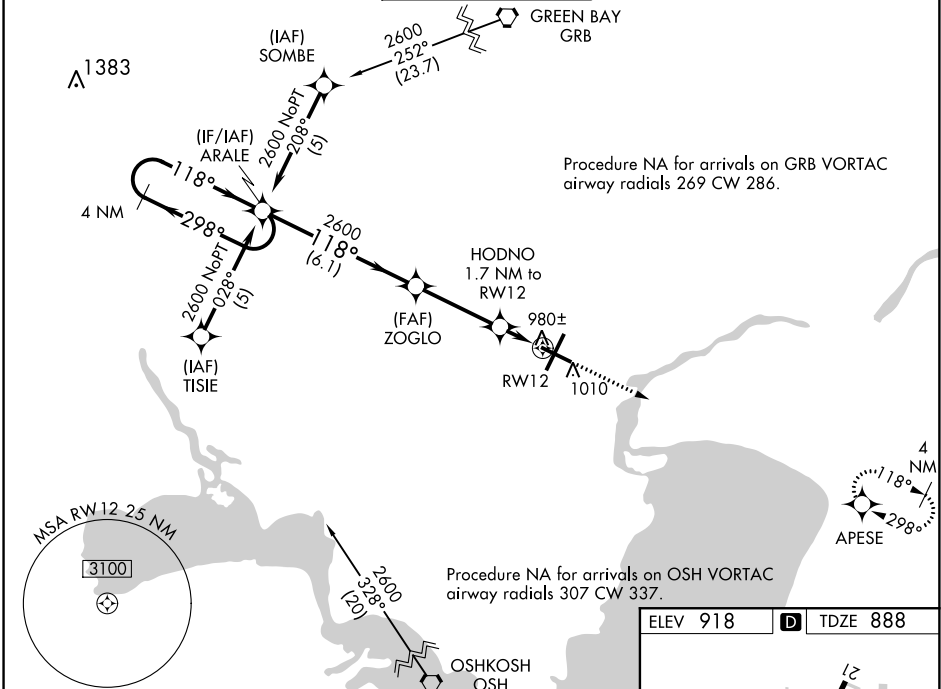 GREEN BAY
GRB
2600
252°
(23.7)
(IAF)
SOMBE
1383
2600 NoPT
208°
(5)
(IF/IAF)
ARALE
118°
4 NM
298°
2600
118°
(6.1)
2600 NoPT
028°
(5)
(IAF)
TISIE
Procedure NA for arrivals on GRB VORTAC
airway radials 269 CW 286.
HODNO
1.7 NM to
RW12
(FAF)
ZOGLO
980±
RW12
1010
4
NM
118°
298°
APESE
MSA RW12 25 NM
3100
2600
328°
(20)
Procedure NA for arrivals on OSH VORTAC
airway radials 307 CW 337.
OSHKOSH
OSH
ELEV 918 D TDZE 888
21